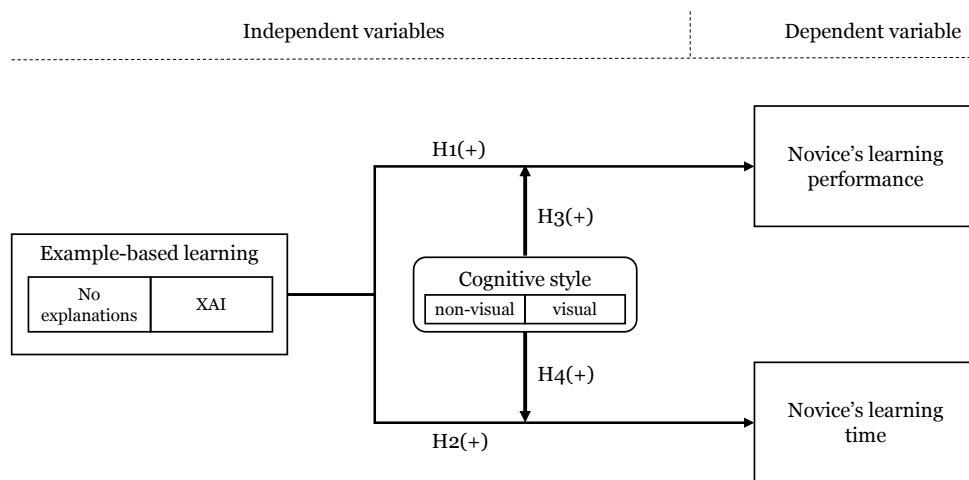 Independent variables
Dependent variable
H1(+)
Novice's learning
performance
H3(+)
Example-based learning
No
explanations
XAI
Cognitive style
non-visual
visual
H4(+)
H2(+)
Novice's learning
time